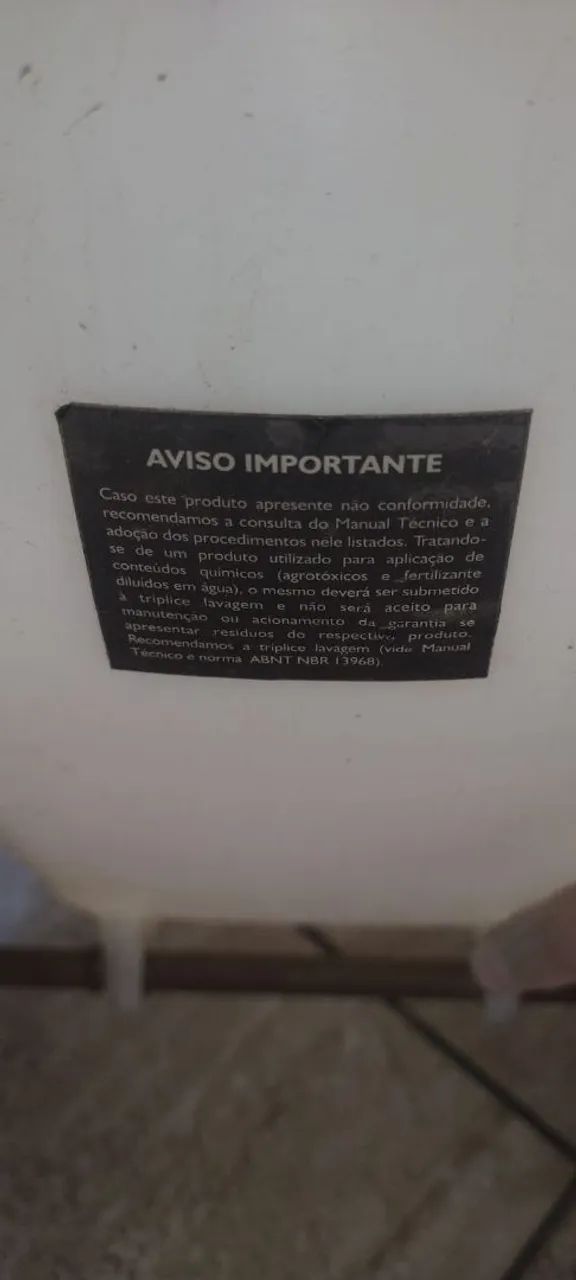 AVISO IMPORTANTE
Caso este produto apresente não conformidade,
recomendamos a consulta do Manual Técnico e a
adoção dos procedimentos nele listados. Tratando-
se de um produto utilizado para aplicação de
conteúdos químicos (agrotóxicos e fertilizante
diluídos em água), o mesmo deverá ser submetido
à tríplice lavagem e não será aceito para
manutenção ou acionamento da garantia se
apresentar resíduos do respectivo produto.
Recomendamos a tríplice lavagem (vide Manual
Técnico e norma ABNT NBR 13968)